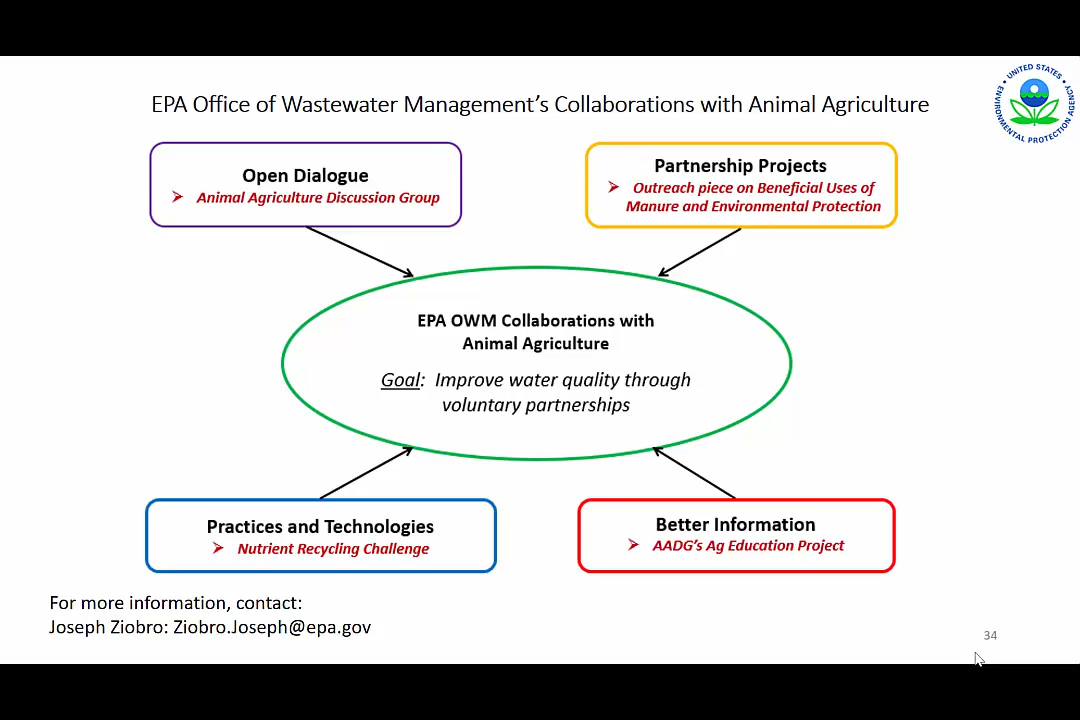 EPA Office of Wastewater Management’s Collaborations with Animal Agriculture
UNITED STATES
ENVIRONMENTAL PROTECTION AGENCY
Open Dialogue
Animal Agriculture Discussion Group
Partnership Projects
Outreach piece on Beneficial Uses of
Manure and Environmental Protection
EPA OWM Collaborations with
Animal Agriculture
Goal: Improve water quality through
voluntary partnerships
Practices and Technologies
Nutrient Recycling Challenge
Better Information
AADG’s Ag Education Project
For more information, contact:
Joseph Ziobro: Ziobro.Joseph@epa.gov
34